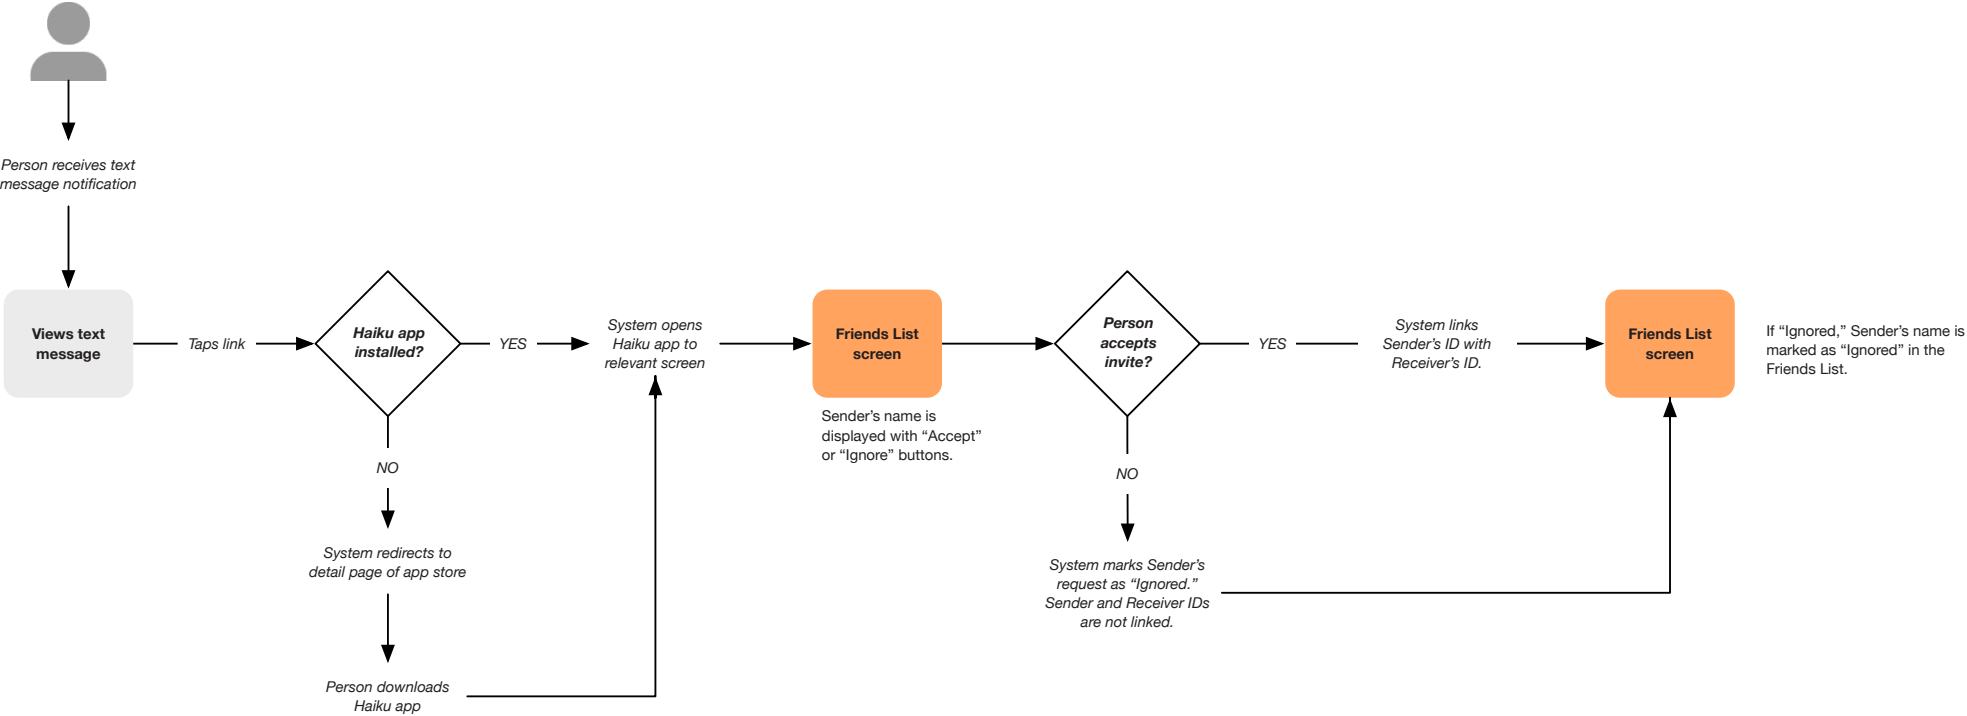 Person receives text
message notification
Views text
message
Taps link
Haiku app
installed?
YES
System opens
Haiku app to
relevant screen
NO
System redirects to
detail page of app store
Person downloads
Haiku app
Friends List
screen
Sender’s name is
displayed with “Accept”
or “Ignore” buttons.
Person
accepts
invite?
YES
System links
Sender’s ID with
Receiver’s ID.
NO
System marks Sender’s
request as “Ignored.”
Sender and Receiver IDs
are not linked.
Friends List
screen
If “Ignored,” Sender’s name is
marked as “Ignored” in the
Friends List.